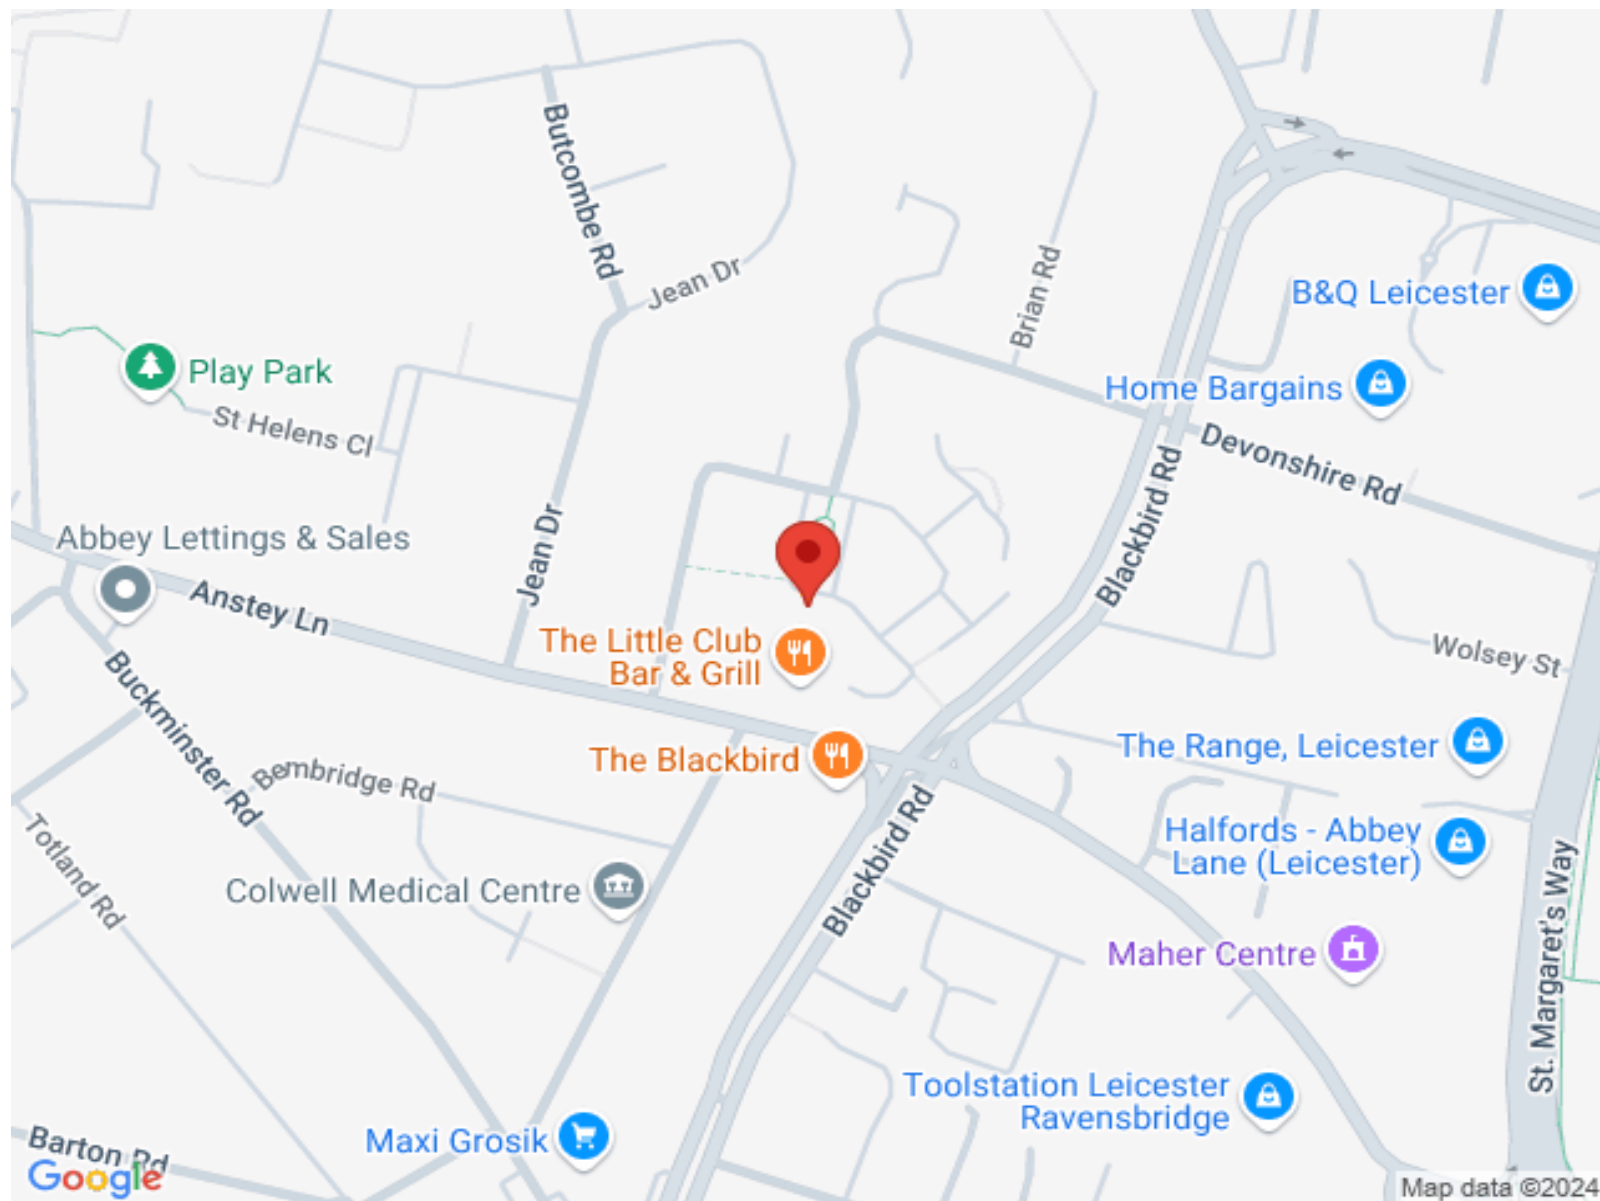 Butcombe Rd
Jean Dr
Brian Rd
B&Q Leicester
Play Park
Home Bargains
St Helens Cl
Devonshire Rd
Blackbird Rd
Abbey Lettings & Sales
Jean Dr
Anstey Ln
The Little Club
Bar & Grill
Wolsey St
Buckminster Rd
The Blackbird
The Range, Leicester
Bembridge Rd
Blackbird Rd
Halfords - Abbey
Lane (Leicester)
Totland Rd
Colwell Medical Centre
St. Margaret's Way
Maher Centre
Toolstation Leicester
Ravensbridge
Maxi Grosik
Barton Rd
Google
Map data ©2024